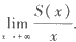 lim S(x)/x.
x→+∞